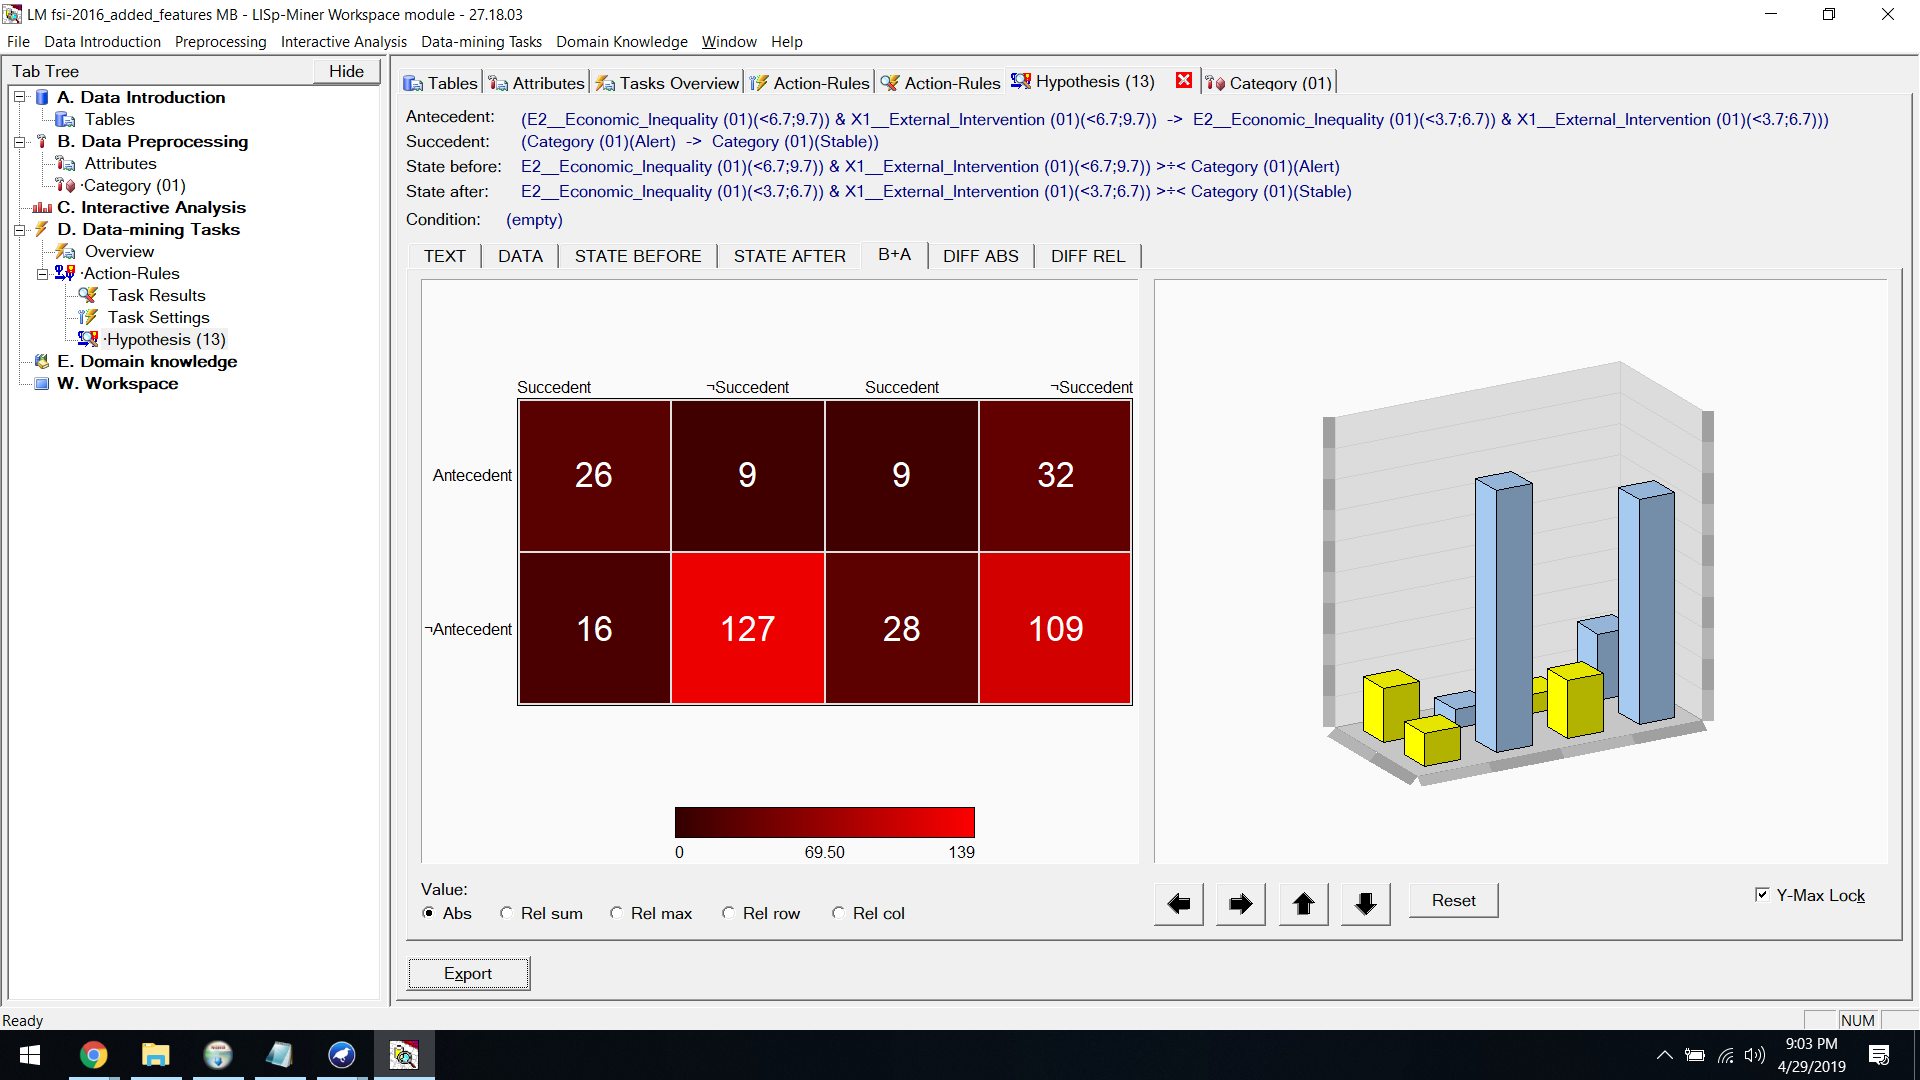 LM fsi-2016_added_features MB - LISp-Miner Workspace module - 27.18.03
File Data Introduction Preprocessing Interactive Analysis Data-mining Tasks Domain Knowledge Window Help
Tab Tree
Hide
A. Data Introduction
Tables
B. Data Preprocessing
Attributes
·Category (01)
C. Interactive Analysis
D. Data-mining Tasks
Overview
·Action-Rules
Task Results
Task Settings
·Hypothesis (13)
E. Domain knowledge
W. Workspace
Tables Attributes Tasks Overview Action-Rules Action-Rules Hypothesis (13) Category (01)
Antecedent: (E2__Economic_Inequality (01)(<6.7;9.7)) & X1__External_Intervention (01)(<6.7;9.7)) -> E2__Economic_Inequality (01)(<3.7;6.7)) & X1__External_Intervention (01)(<3.7;6.7)))
Succedent: (Category (01)(Alert) -> Category (01)(Stable))
State before: E2__Economic_Inequality (01)(<6.7;9.7)) & X1__External_Intervention (01)(<6.7;9.7)) >÷< Category (01)(Alert)
State after: E2__Economic_Inequality (01)(<3.7;6.7)) & X1__External_Intervention (01)(<3.7;6.7)) >÷< Category (01)(Stable)
Condition: (empty)
TEXT DATA STATE BEFORE STATE AFTER B+A DIFF ABS DIFF REL
Succedent ¬Succedent Succedent ¬Succedent
Antecedent 26 9 9 32
¬Antecedent 16 127 28 109
0 69.50 139
Value:
Abs Rel sum Rel max Rel row Rel col
Reset
Y-Max Lock
Export
Ready
NUM
9:03 PM
4/29/2019